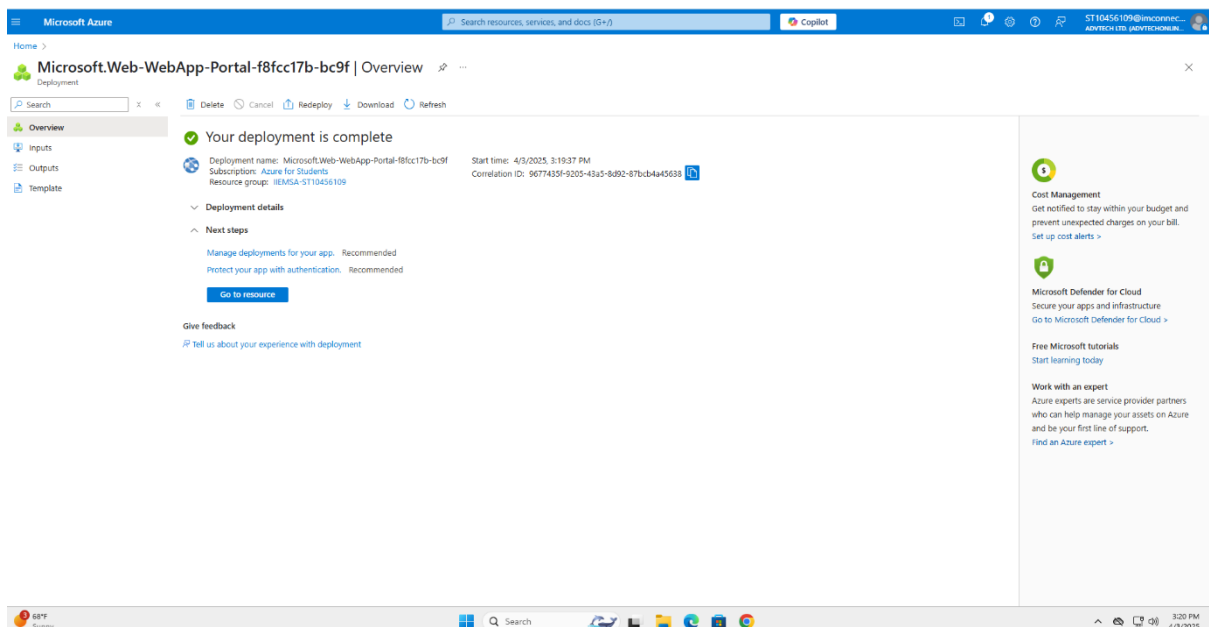 Microsoft Azure
Search resources, services, and docs (G+/)
Copilot
1
ST10456109@imconnec...
ADVTECH LTD. (ADVTECHONLIN...
Home >
Microsoft.Web-WebApp-Portal-f8fcc17b-bc9f | Overview
Deployment
Search
Delete
Cancel
Redeploy
Download
Refresh
Overview
Inputs
Outputs
Template
Your deployment is complete
Deployment name: Microsoft.Web-WebApp-Portal-f8fcc17b-bc9f
Subscription: Azure for Students
Resource group: IIEMSA-ST10456109
Start time: 4/3/2025, 3:19:37 PM
Correlation ID: 9677435f-9205-43a5-8d92-87bcb4a45638
Deployment details
Next steps
Manage deployments for your app. Recommended
Protect your app with authentication. Recommended
Go to resource
Give feedback
Tell us about your experience with deployment
Cost Management
Get notified to stay within your budget and
prevent unexpected charges on your bill.
Set up cost alerts >
Microsoft Defender for Cloud
Secure your apps and infrastructure
Go to Microsoft Defender for Cloud >
Free Microsoft tutorials
Start learning today
Work with an expert
Azure experts are service provider partners
who can help manage your assets on Azure
and be your first line of support.
Find an Azure expert >
3
68°F
Sunny
Search
3:20 PM
4/3/2025